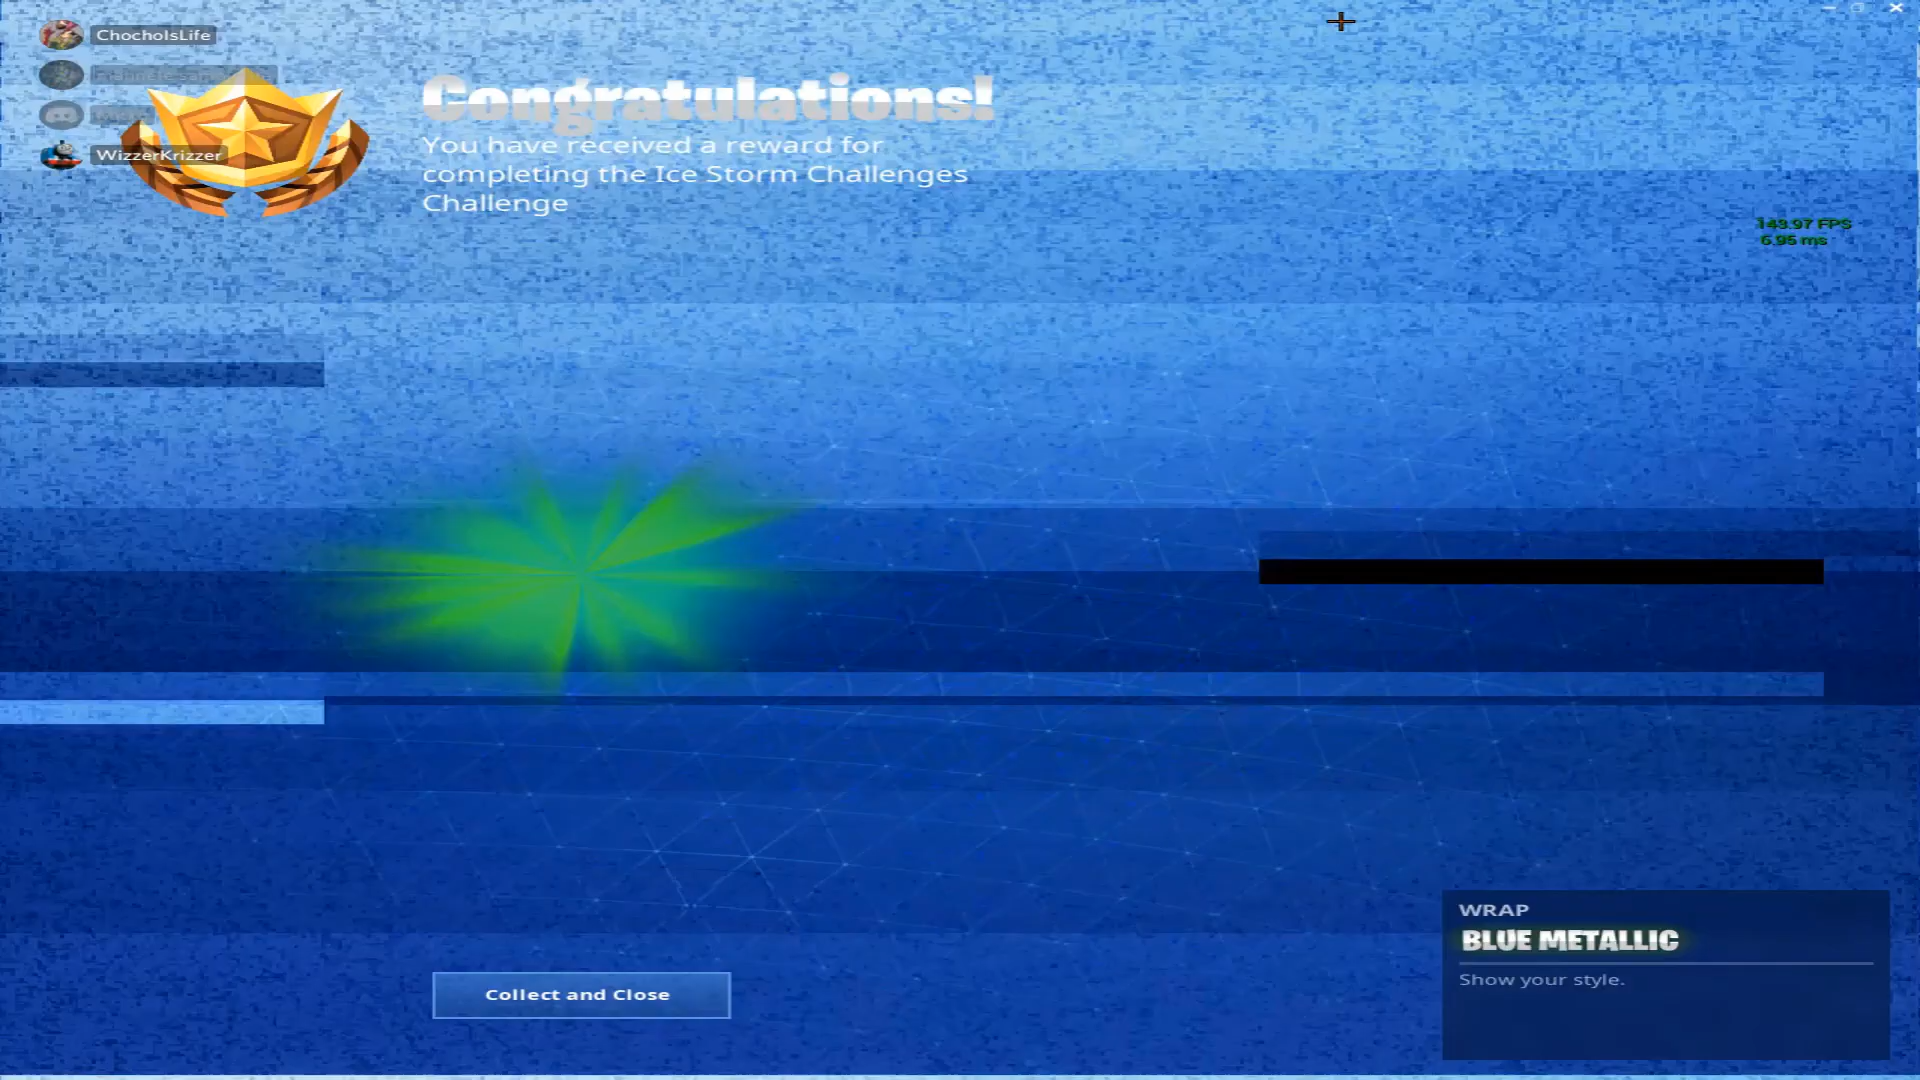 ChochoIsLife
WizzerKrizzer
Congratulations!
You have received a reward for
completing the Ice Storm Challenges
Challenge
143.97 FPS
6.95 ms
WRAP
BLUE METALLIC
Show your style.
Collect and Close